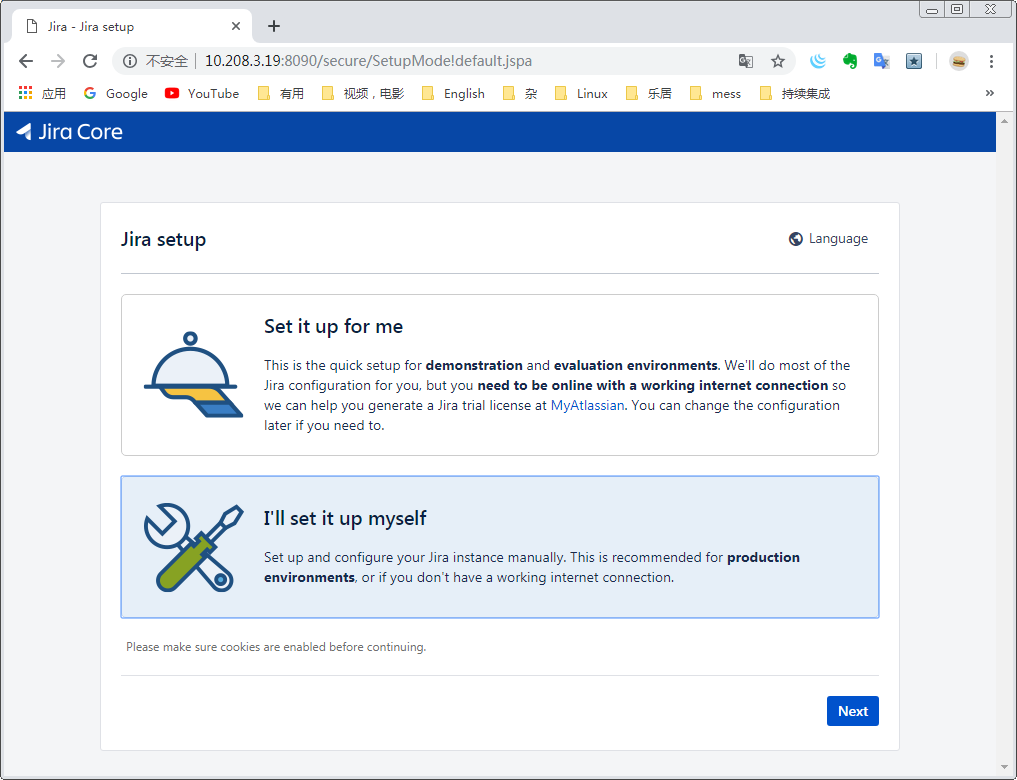 Jira - Jira setup
不安全 10.208.3.19:8090/secure/SetupMode!default.jspa
应用 Google YouTube 有用 视频，电影 English 杂 Linux 乐居 mess 持续集成 »
Jira Core
Jira setup
Language
Set it up for me
This is the quick setup for demonstration and evaluation environments. We'll do most of the
Jira configuration for you, but you need to be online with a working internet connection so
we can help you generate a Jira trial license at MyAtlassian. You can change the configuration
later if you need to.
I'll set it up myself
Set up and configure your Jira instance manually. This is recommended for production
environments, or if you don't have a working internet connection.
Please make sure cookies are enabled before continuing.
Next